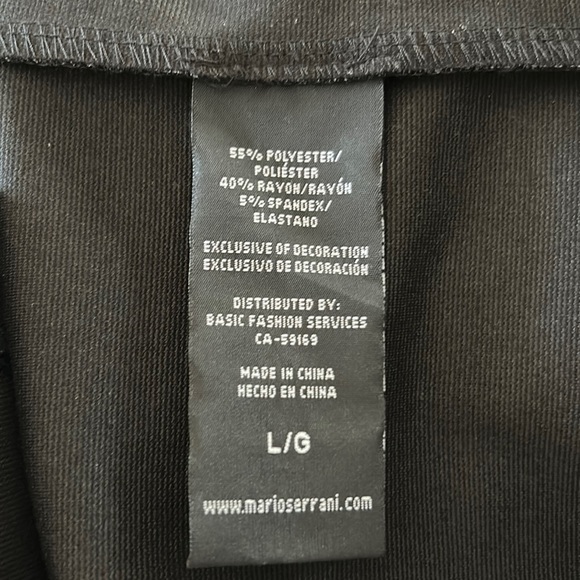 55% POLYESTER/
POLIÉSTER
40% RAYON/RAYÓN
5% SPANDEX/
ELASTANO
EXCLUSIVE OF DECORATION
EXCLUSIVO DE DECORACIÓN
DISTRIBUTED BY:
BASIC FASHION SERVICES
CA-59169
MADE IN CHINA
HECHO EN CHINA
L/G
www.marioserrani.com